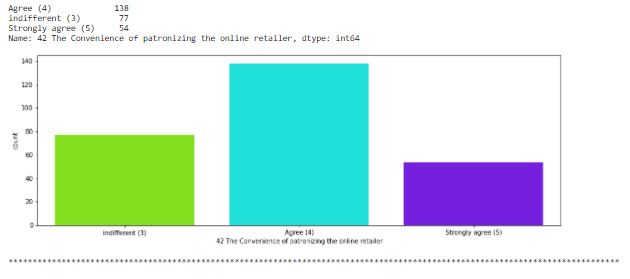 Agree (4) 138
indifferent (3) 77
Strongly agree (5) 54
Name: 42 The Convenience of patronizing the online retailer, dtype: int64
140
120
100
80
60
40
20
0
count
indifferent (3) Agree (4) Strongly agree (5)
42 The Convenience of patronizing the online retailer